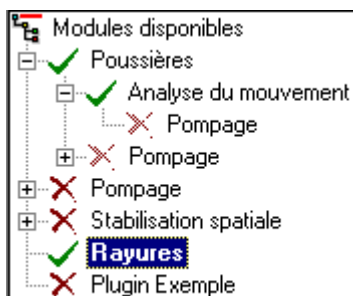 Modules disponibles
Poussières
Analyse du mouvement
Pompage
Pompage
Pompage
Stabilisation spatiale
Rayures
Plugin Exemple